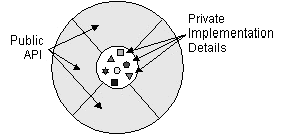 Public
API
Private
Implementation
Details